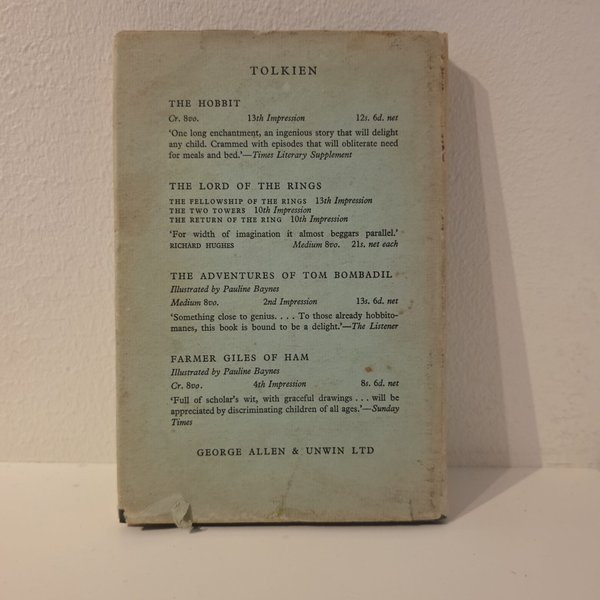 TOLKIEN
THE HOBBIT
Cr. 8vo. 13th Impression 12s. 6d. net
'One long enchantment, an ingenious story that will delight
any child. Crammed with episodes that will obliterate need
for meals and bed.'—Times Literary Supplement
THE LORD OF THE RINGS
THE FELLOWSHIP OF THE RINGS 13th Impression
THE TWO TOWERS 10th Impression
THE RETURN OF THE RING 10th Impression
'For width of imagination it almost beggars parallel.'
RICHARD HUGHES Medium 8vo. 21s. net each
THE ADVENTURES OF TOM BOMBADIL
Illustrated by Pauline Baynes
Medium 8vo. 2nd Impression 13s. 6d. net
'Something close to genius. . . . To those already hobbito-
manes, this book is bound to be a delight.'—The Listener
FARMER GILES OF HAM
Illustrated by Pauline Baynes
Cr. 8vo. 4th Impression 8s. 6d. net
'Full of scholar's wit, with graceful drawings . . . will be
appreciated by discriminating children of all ages.'—Sunday
Times
GEORGE ALLEN & UNWIN LTD